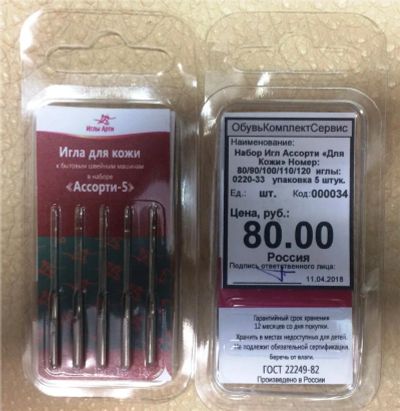 Иглы Арти
Игла для кожи
к бытовым швейным машинам
в наборе
«Ассорти-5»
ОбувьКомплектСервис
Наименование:
Набор Игл Ассорти «Для
Кожи» Номер:
80/90/100/110/120 иглы:
0220-33 упаковка 5 штук.
Ед.: шт. Код:000034
Цена, руб.:
80.00
Россия
Подпись ответственного лица:
11.04.2018
Гарантийный срок хранения
12 месяцев со дня покупки.
Хранить в местах недоступных для детей.
Не подлежит обязательной сертификации.
Беречь от влаги.
ГОСТ 22249-82
Произведено в России